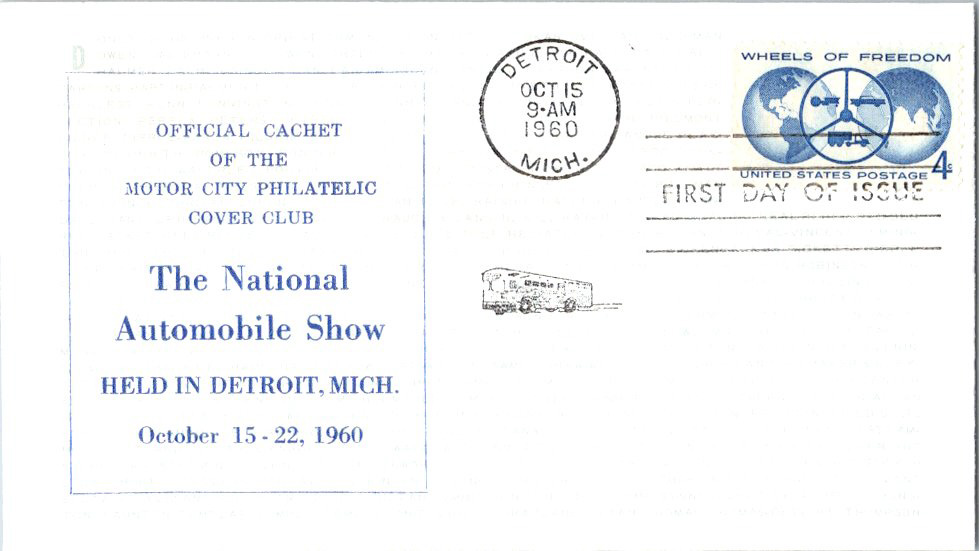 OFFICIAL CACHET
OF THE
MOTOR CITY PHILATELIC
COVER CLUB
The National
Automobile Show
HELD IN DETROIT, MICH.
October 15 - 22, 1960
DETROIT
OCT 15
9-AM
1960
MICH.
WHEELS OF FREEDOM
UNITED STATES POSTAGE 4c
FIRST DAY OF ISSUE